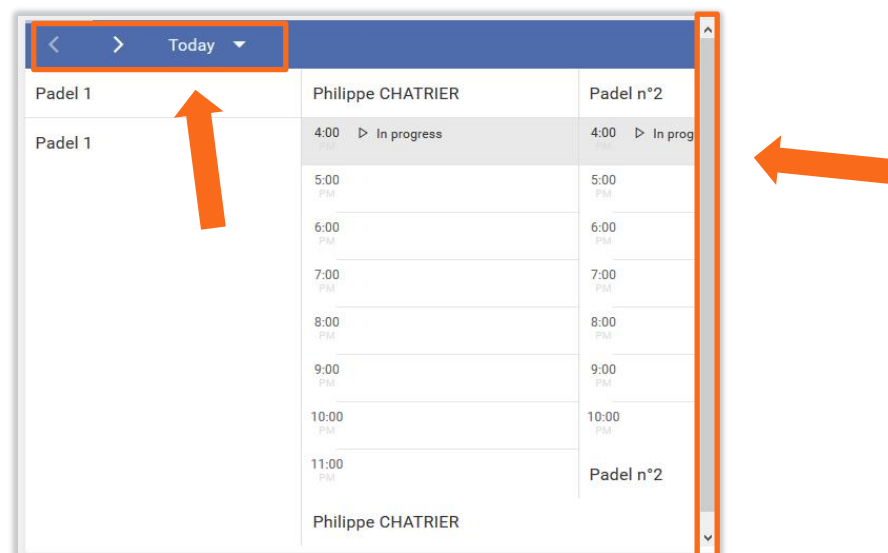 Today
Padel 1
Philippe CHATRIER
Padel n°2
Padel 1
4:00 In progress
PM
4:00 In prog
PM
5:00
PM
5:00
PM
6:00
PM
6:00
PM
7:00
PM
7:00
PM
8:00
PM
8:00
PM
9:00
PM
9:00
PM
10:00
PM
10:00
PM
11:00
PM
Padel n°2
Philippe CHATRIER